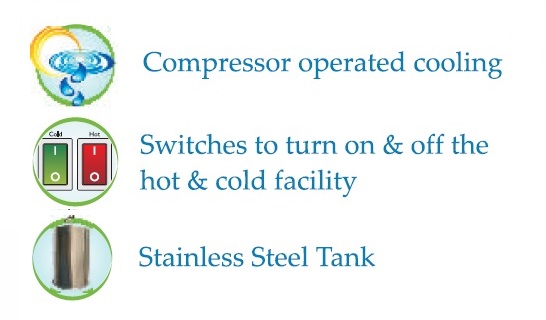 Compressor operated cooling
Cold Hot
Switches to turn on & off the
hot & cold facility
Stainless Steel Tank